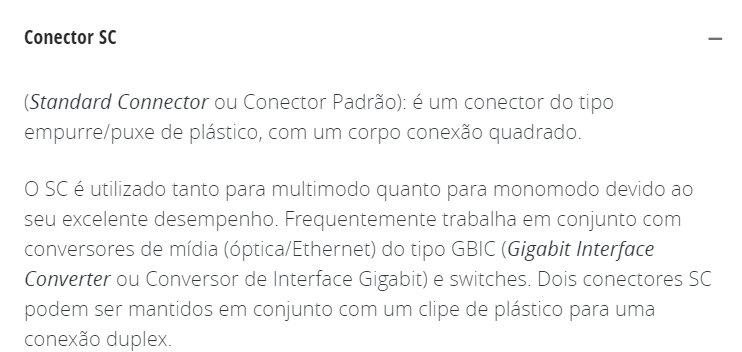 Conector SC
(Standard Connector ou Conector Padrão): é um conector do tipo
empurre/puxe de plástico, com um corpo conexão quadrado.
O SC é utilizado tanto para multimodo quanto para monomodo devido ao
seu excelente desempenho. Frequentemente trabalha em conjunto com
conversores de mídia (óptica/Ethernet) do tipo GBIC (Gigabit Interface
Converter ou Conversor de Interface Gigabit) e switches. Dois conectores SC
podem ser mantidos em conjunto com um clipe de plástico para uma
conexão duplex.